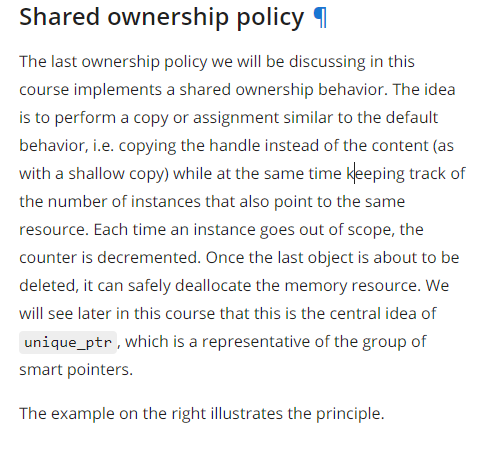 Shared ownership policy ¶
The last ownership policy we will be discussing in this
course implements a shared ownership behavior. The idea
is to perform a copy or assignment similar to the default
behavior, i.e. copying the handle instead of the content (as
with a shallow copy) while at the same time keeping track of
the number of instances that also point to the same
resource. Each time an instance goes out of scope, the
counter is decremented. Once the last object is about to be
deleted, it can safely deallocate the memory resource. We
will see later in this course that this is the central idea of
unique_ptr , which is a representative of the group of
smart pointers.
The example on the right illustrates the principle.